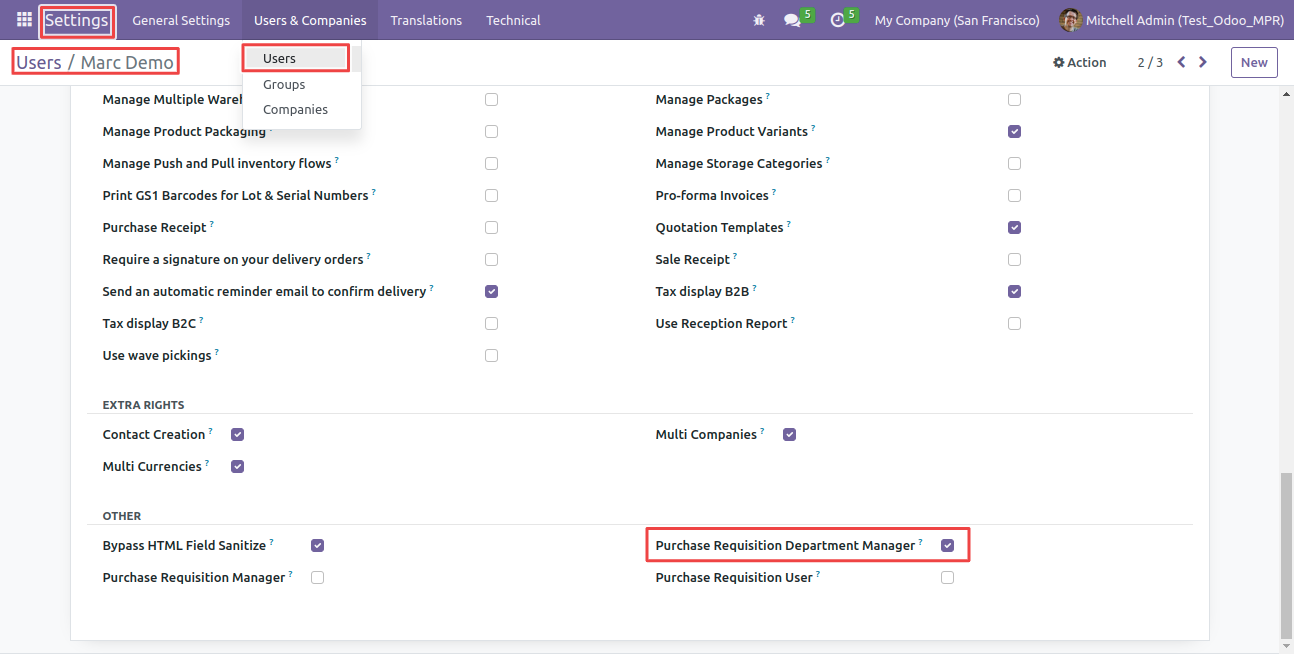 Settings General Settings Users & Companies Translations Technical 5 5 My Company (San Francisco) Mitchell Admin (Test_Odoo_MPR)
Users / Marc Demo Users Action 2 / 3 New
Groups
Companies
Manage Multiple Manage Packages ?
Manage Product Packaging Manage Product Variants ?
Manage Push and Pull inventory flows ? Manage Storage Categories ?
Print GS1 Barcodes for Lot & Serial Numbers ? Pro-forma Invoices ?
Purchase Receipt ? Quotation Templates ?
Require a signature on your delivery orders ? Sale Receipt ?
Send an automatic reminder email to confirm delivery ? Tax display B2B ?
Tax display B2C ? Use Reception Report ?
Use wave pickings ?
EXTRA RIGHTS
Contact Creation ? Multi Companies ?
Multi Currencies ?
OTHER
Bypass HTML Field Sanitize ? Purchase Requisition Department Manager ?
Purchase Requisition Manager ? Purchase Requisition User ?